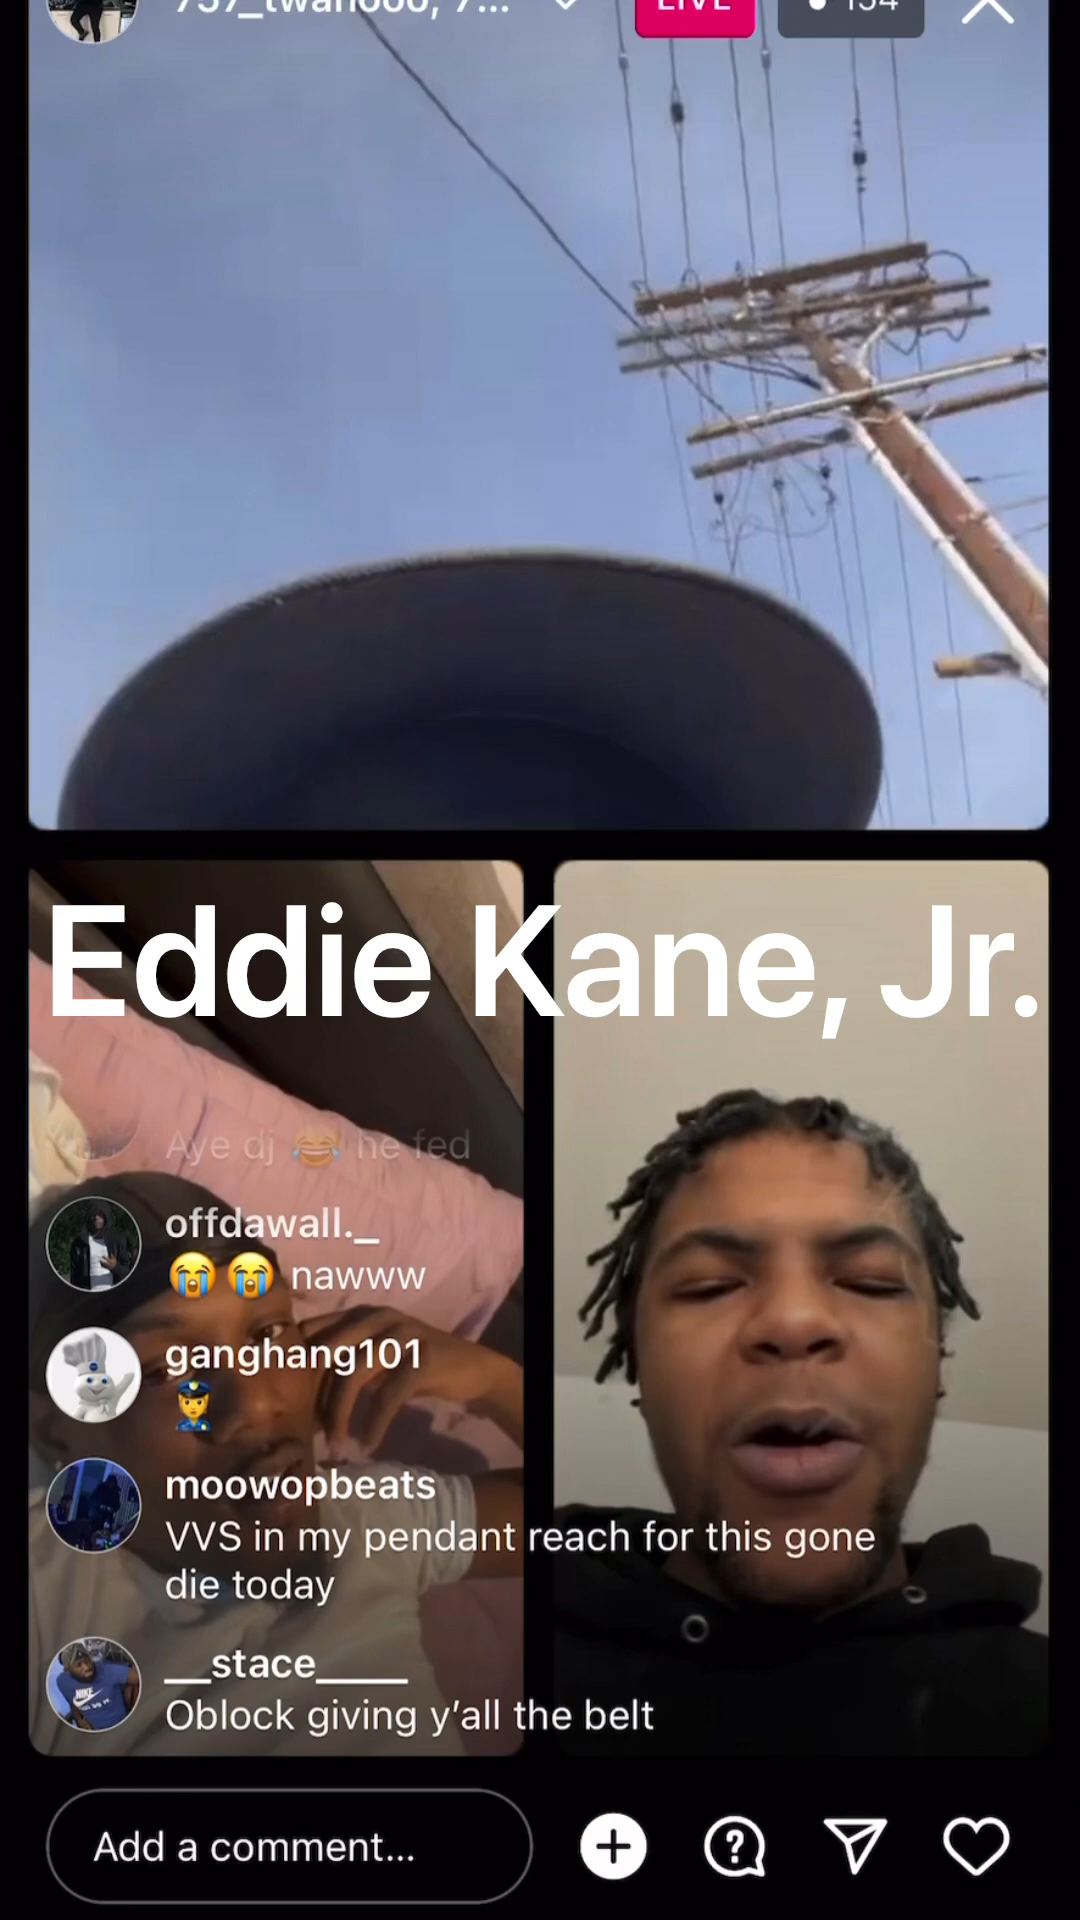 LIVE
Eddie Kane, Jr.
Aye dj 😂 he fed
offdawall._
😭 😭 nawww
ganghang101
👮
moowopbeats
VVS in my pendant reach for this gone
die today
__stace____
Oblock giving y’all the belt
Add a comment...